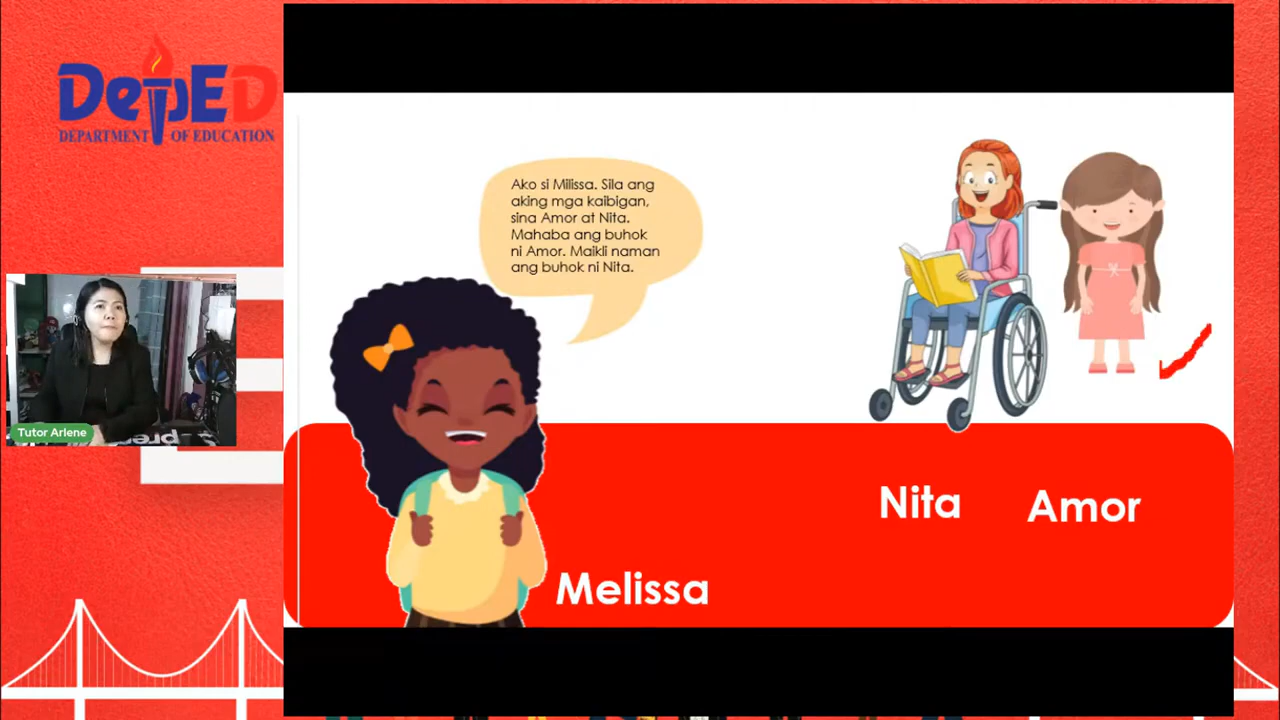 DepED
DEPARTMENT OF EDUCATION
Ako si Milissa. Sila ang
aking mga kaibigan,
sina Amor at Nita.
Mahaba ang buhok
ni Amor. Maikli naman
ang buhok ni Nita.
Tutor Arlene
Nita
Amor
Melissa